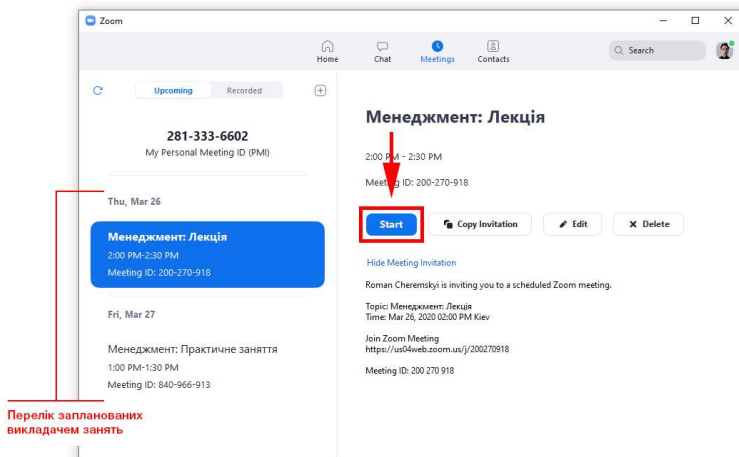 Zoom
Home
Chat
Meetings
Contacts
Search
Upcoming
Recorded
281-333-6602
My Personal Meeting ID (PMI)
Thu, Mar 26
Менеджмент: Лекція
2:00 PM-2:30 PM
Meeting ID: 200-270-918
Fri, Mar 27
Менеджмент: Практичне заняття
1:00 PM-1:30 PM
Meeting ID: 840-966-913
Перелік запланованих
викладачем занять
Менеджмент: Лекція
2:00 PM - 2:30 PM
Meeting ID: 200-270-918
Start
Copy Invitation
Edit
Delete
Hide Meeting Invitation
Roman Cheremskyi is inviting you to a scheduled Zoom meeting.
Topic: Менеджмент: Лекція
Time: Mar 26, 2020 02:00 PM Kiev
Join Zoom Meeting
https://us04web.zoom.us/j/200270918
Meeting ID: 200 270 918